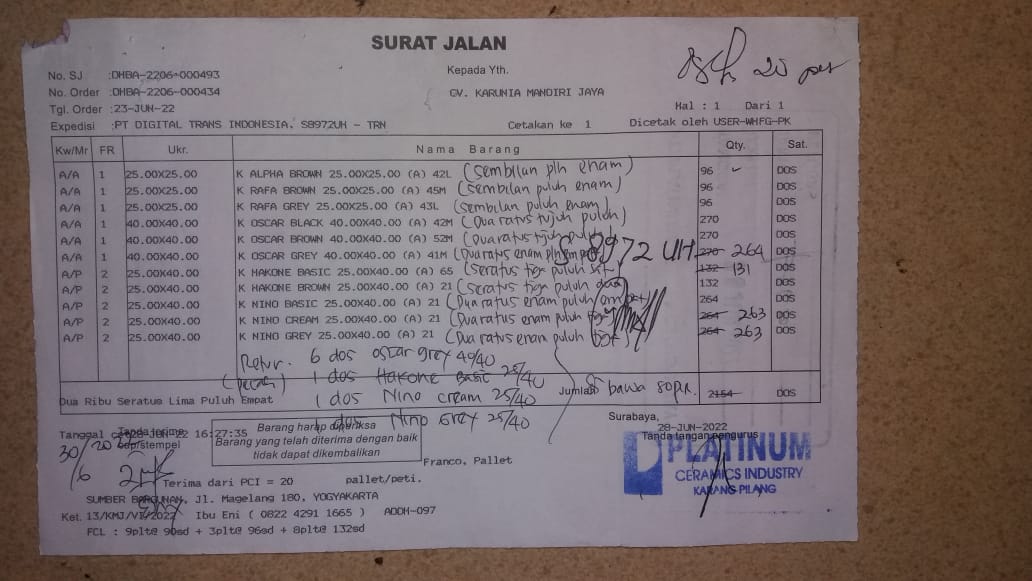 SURAT JALAN
20 pes
No. SJ :DHBA-2206-000493
Kepada Yth.
No. Order :DHBA-2206-000434
CV. KARUNIA MANDIRI JAYA
Tgl. Order :23-JUN-22
Hal : 1 Dari 1
Expedisi :PT DIGITAL TRANS INDONESIA, S8972UH - TRN
Cetakan ke 1
Dicetak oleh USER-WHFG-PK
Kw/Mr FR Ukr. Nama Barang Qty. Sat.
A/A 1 25.00X25.00 K ALPHA BROWN 25.00X25.00 (A) 42L (sembilan plh enam) 96 DOS
A/A 1 25.00X25.00 K RAFA BROWN 25.00X25.00 (A) 45M (sembilan puluh enam) 96 DOS
A/A 1 25.00X25.00 K RAFA GREY 25.00X25.00 (A) 43L (sembilan puluh enam) 96 DOS
A/A 1 40.00X40.00 K OSCAR BLACK 40.00X40.00 (A) 42M (Dua ratus tujuh puluh) 270 DOS
A/A 1 40.00X40.00 K OSCAR BROWN 40.00X40.00 (A) 52M (Dua ratus tujuh puluh) 270 DOS
A/A 1 40.00X40.00 K OSCAR GREY 40.00X40.00 (A) 41M (Dua ratus enam plh 270 264 DOS
S 8972 UH
A/P 2 25.00X40.00 K HAKONE BASIC 25.00X40.00 (A) 65 (seratus tiga puluh satu) 132 131 DOS
A/P 2 25.00X40.00 K HAKONE BROWN 25.00X40.00 (A) 21 (seratus tiga puluh dua) 132 DOS
A/P 2 25.00X40.00 K NINO BASIC 25.00X40.00 (A) 21 (Dua ratus enam puluh empat) 264 DOS
A/P 2 25.00X40.00 K NINO CREAM 25.00X40.00 (A) 21 (Dua ratus enam puluh tiga) 264 263 DOS
A/P 2 25.00X40.00 K NINO GREY 25.00X40.00 (A) 21 (Dua ratus enam puluh 264 263 DOS
Retur. 6 dos oscar grey 40/40
(pecah) 1 dos Hakone Basic 25/40
1 dos Nino cream 25/40
1 dos Nino Grey 25/40
Dua Ribu Seratus Lima Puluh Empat
Jumlah 2154 DOS
bawa
Surabaya,
28-JUN-2022
Tanggal 28-JUN-22 16:27:35
Tanda terima
cap/stempel
30/6
Barang harap diperiksa
Barang yang telah diterima dengan baik
tidak dapat dikembalikan
Tanda tangan pengurus
PLATINUM
CERAMICS INDUSTRY
KARANG PILANG
Franco, Pallet
Terima dari PCI = 20 pallet/peti.
SUMBER BANGUNAN, Jl. Magelang 180, YOGYAKARTA
Ket. 13/KMJ/VI/2022 Ibu Eni ( 0822 4291 1665 ) ADDH-097
FCL : 9plt@ 90sd + 3plt@ 96sd + 8plt@ 132sd